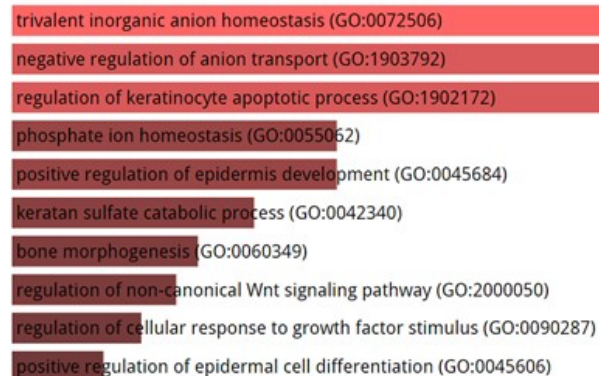 trivalent inorganic anion homeostasis (GO:0072506)
negative regulation of anion transport (GO:1903792)
regulation of keratinocyte apoptotic process (GO:1902172)
phosphate ion homeostasis (GO:0055062)
positive regulation of epidermis development (GO:0045684)
keratan sulfate catabolic process (GO:0042340)
bone morphogenesis (GO:0060349)
regulation of non-canonical Wnt signaling pathway (GO:2000050)
regulation of cellular response to growth factor stimulus (GO:0090287)
positive regulation of epidermal cell differentiation (GO:0045606)